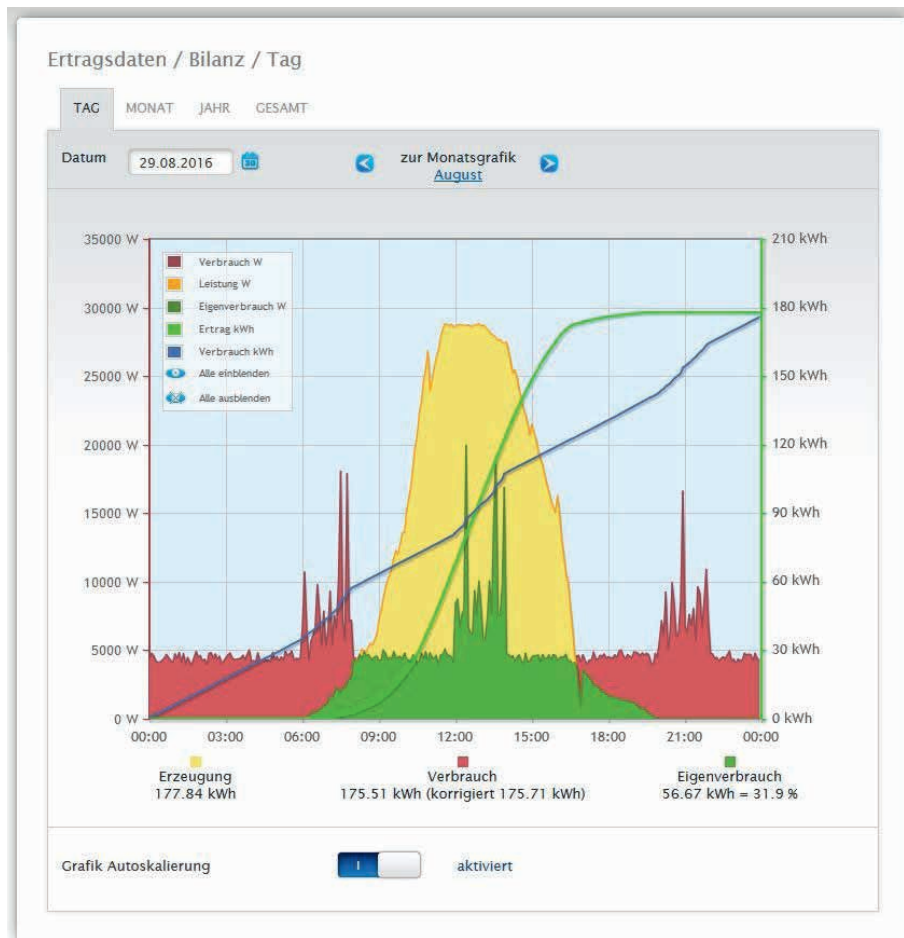 Ertragsdaten / Bilanz / Tag
TAG MONAT JAHR GESAMT
Datum 29.08.2016 30 zur Monatsgrafik
August
35000 W 210 kWh
Verbrauch W
Leistung W
30000 W 180 kWh
Eigenverbrauch W
Ertrag kWh
Verbrauch kWh
25000 W 150 kWh
Alle einblenden
Alle ausblenden
20000 W 120 kWh
15000 W 90 kWh
10000 W 60 kWh
5000 W 30 kWh
0 W 0 kWh
00:00 03:00 06:00 09:00 12:00 15:00 18:00 21:00 00:00
Erzeugung Verbrauch Eigenverbrauch
177.84 kWh 175.51 kWh (korrigiert 175.71 kWh) 56.67 kWh = 31.9 %
Grafik Autoskalierung I aktiviert